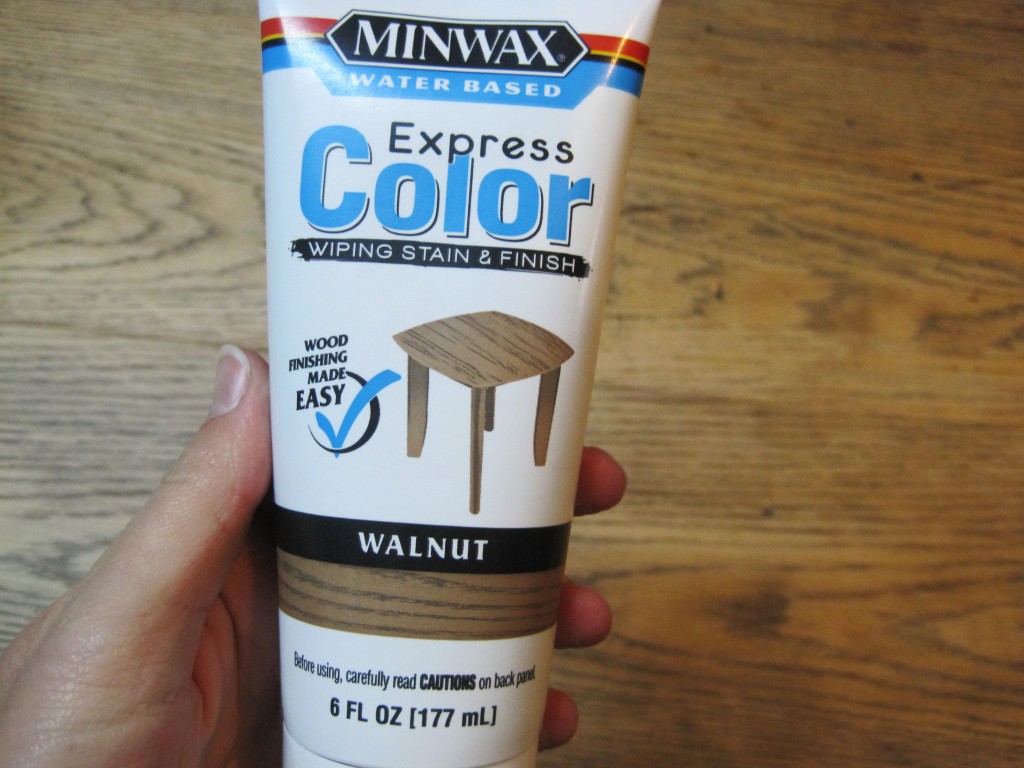 MINWAX®
WATER BASED
Express
Color
WIPING STAIN & FINISH
WOOD
FINISHING
MADE
EASY
WALNUT
Before using, carefully read CAUTIONS on back panel.
6 FL OZ [177 mL]